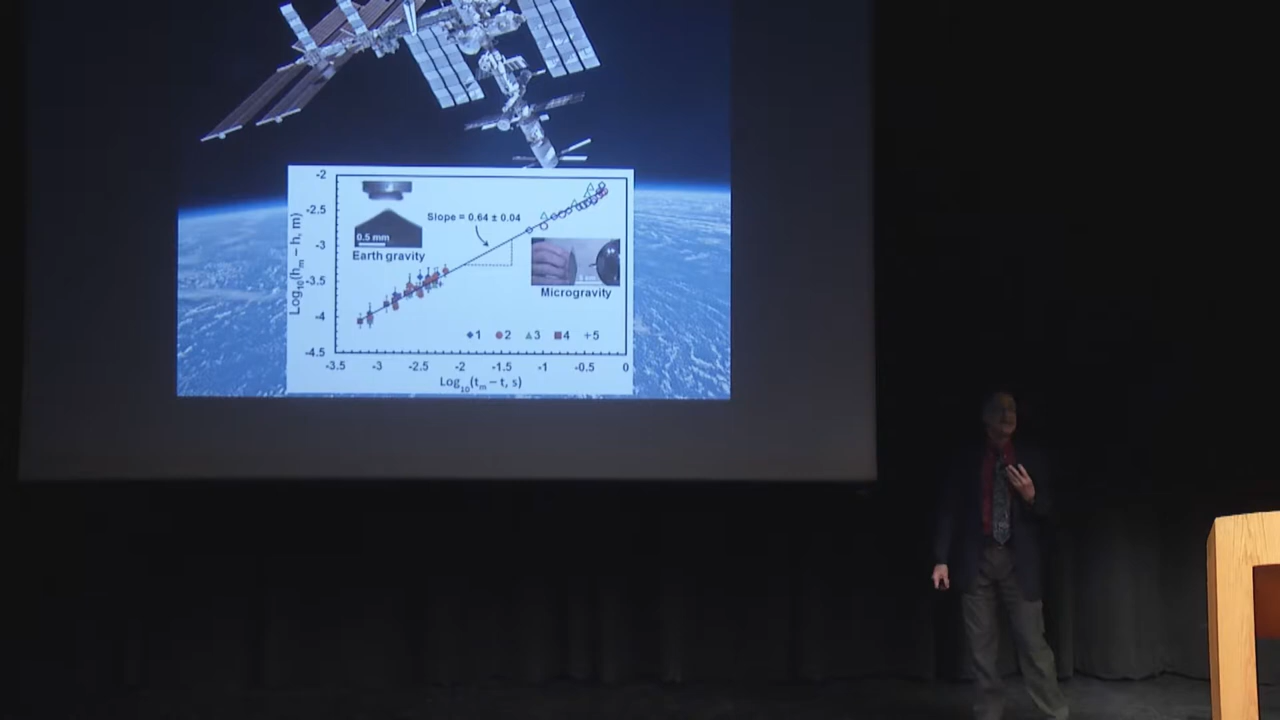 -2
-2.5
-3
-3.5
-4
-4.5
Log10(hm – h, m)
Slope = 0.64 ± 0.04
0.5 mm
Earth gravity
Microgravity
1 2 3 4 5
-3.5 -3 -2.5 -2 -1.5 -1 -0.5 0
Log10(tm – t, s)